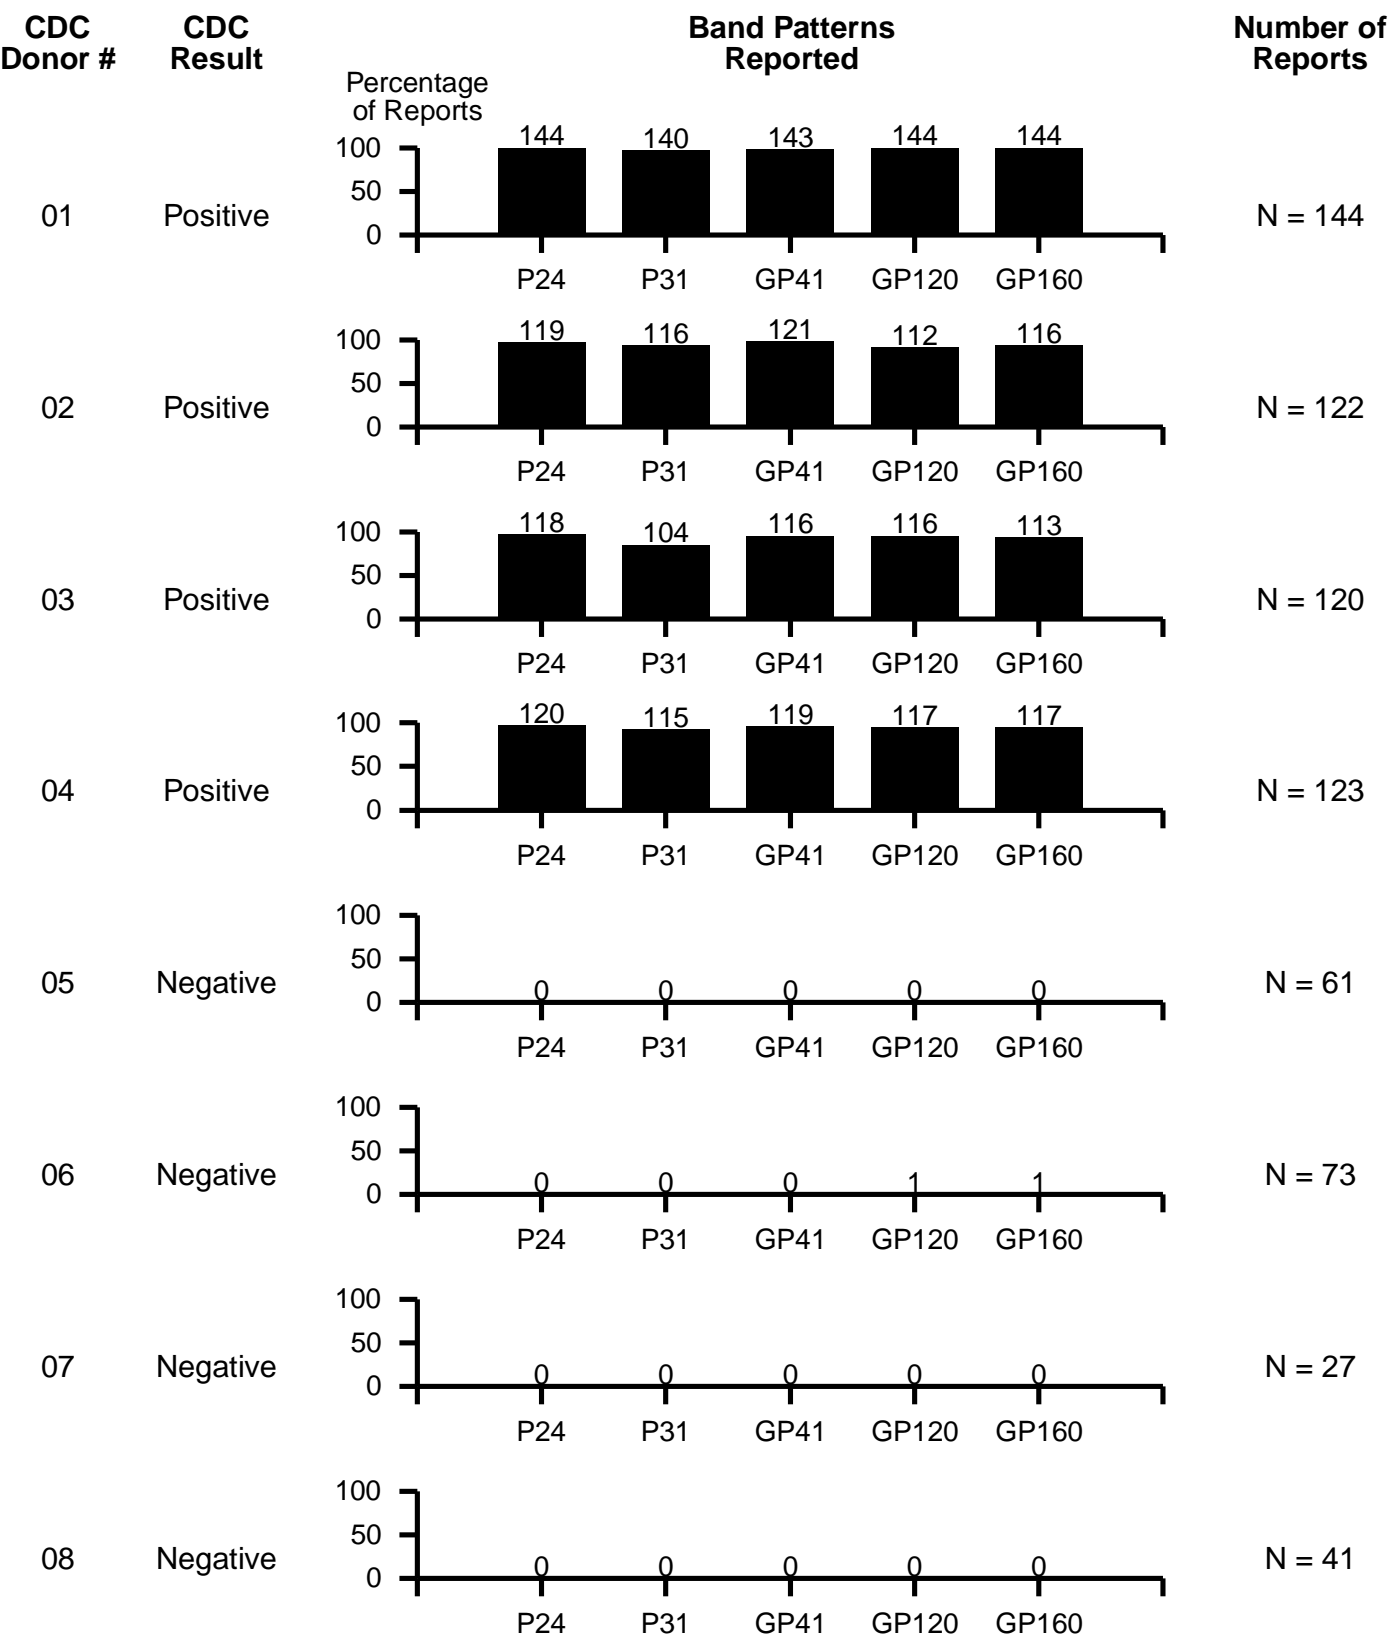 CDC CDC Band Patterns Number of
Donor # Result Reported Reports
Percentage
of Reports
144 140 143 144 144
100
50
01 Positive N = 144
0
P24 P31 GP41 GP120 GP160
119 116 121 112 116
100
50
02 Positive N = 122
0
P24 P31 GP41 GP120 GP160
118 104 116 116 113
100
50
03 Positive N = 120
0
P24 P31 GP41 GP120 GP160
120 115 119 117 117
100
50
04 Positive N = 123
0
P24 P31 GP41 GP120 GP160
100
50
05 Negative N = 61
0 0 0 0 0 0
P24 P31 GP41 GP120 GP160
100
50
06 Negative N = 73
0 0 0 0 1 1
P24 P31 GP41 GP120 GP160
100
50
07 Negative N = 27
0 0 0 0 0 0
P24 P31 GP41 GP120 GP160
100
50
08 Negative N = 41
0 0 0 0 0 0
P24 P31 GP41 GP120 GP160